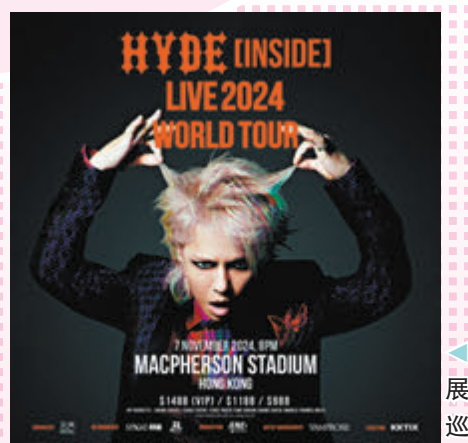 HYDE [INSIDE]
LIVE 2024
WORLD TOUR
7 NOVEMBER 2024, 8PM
MACPHERSON STADIUM
HONG KONG
$1488 (VIP) / $1188 / $988
展
巡